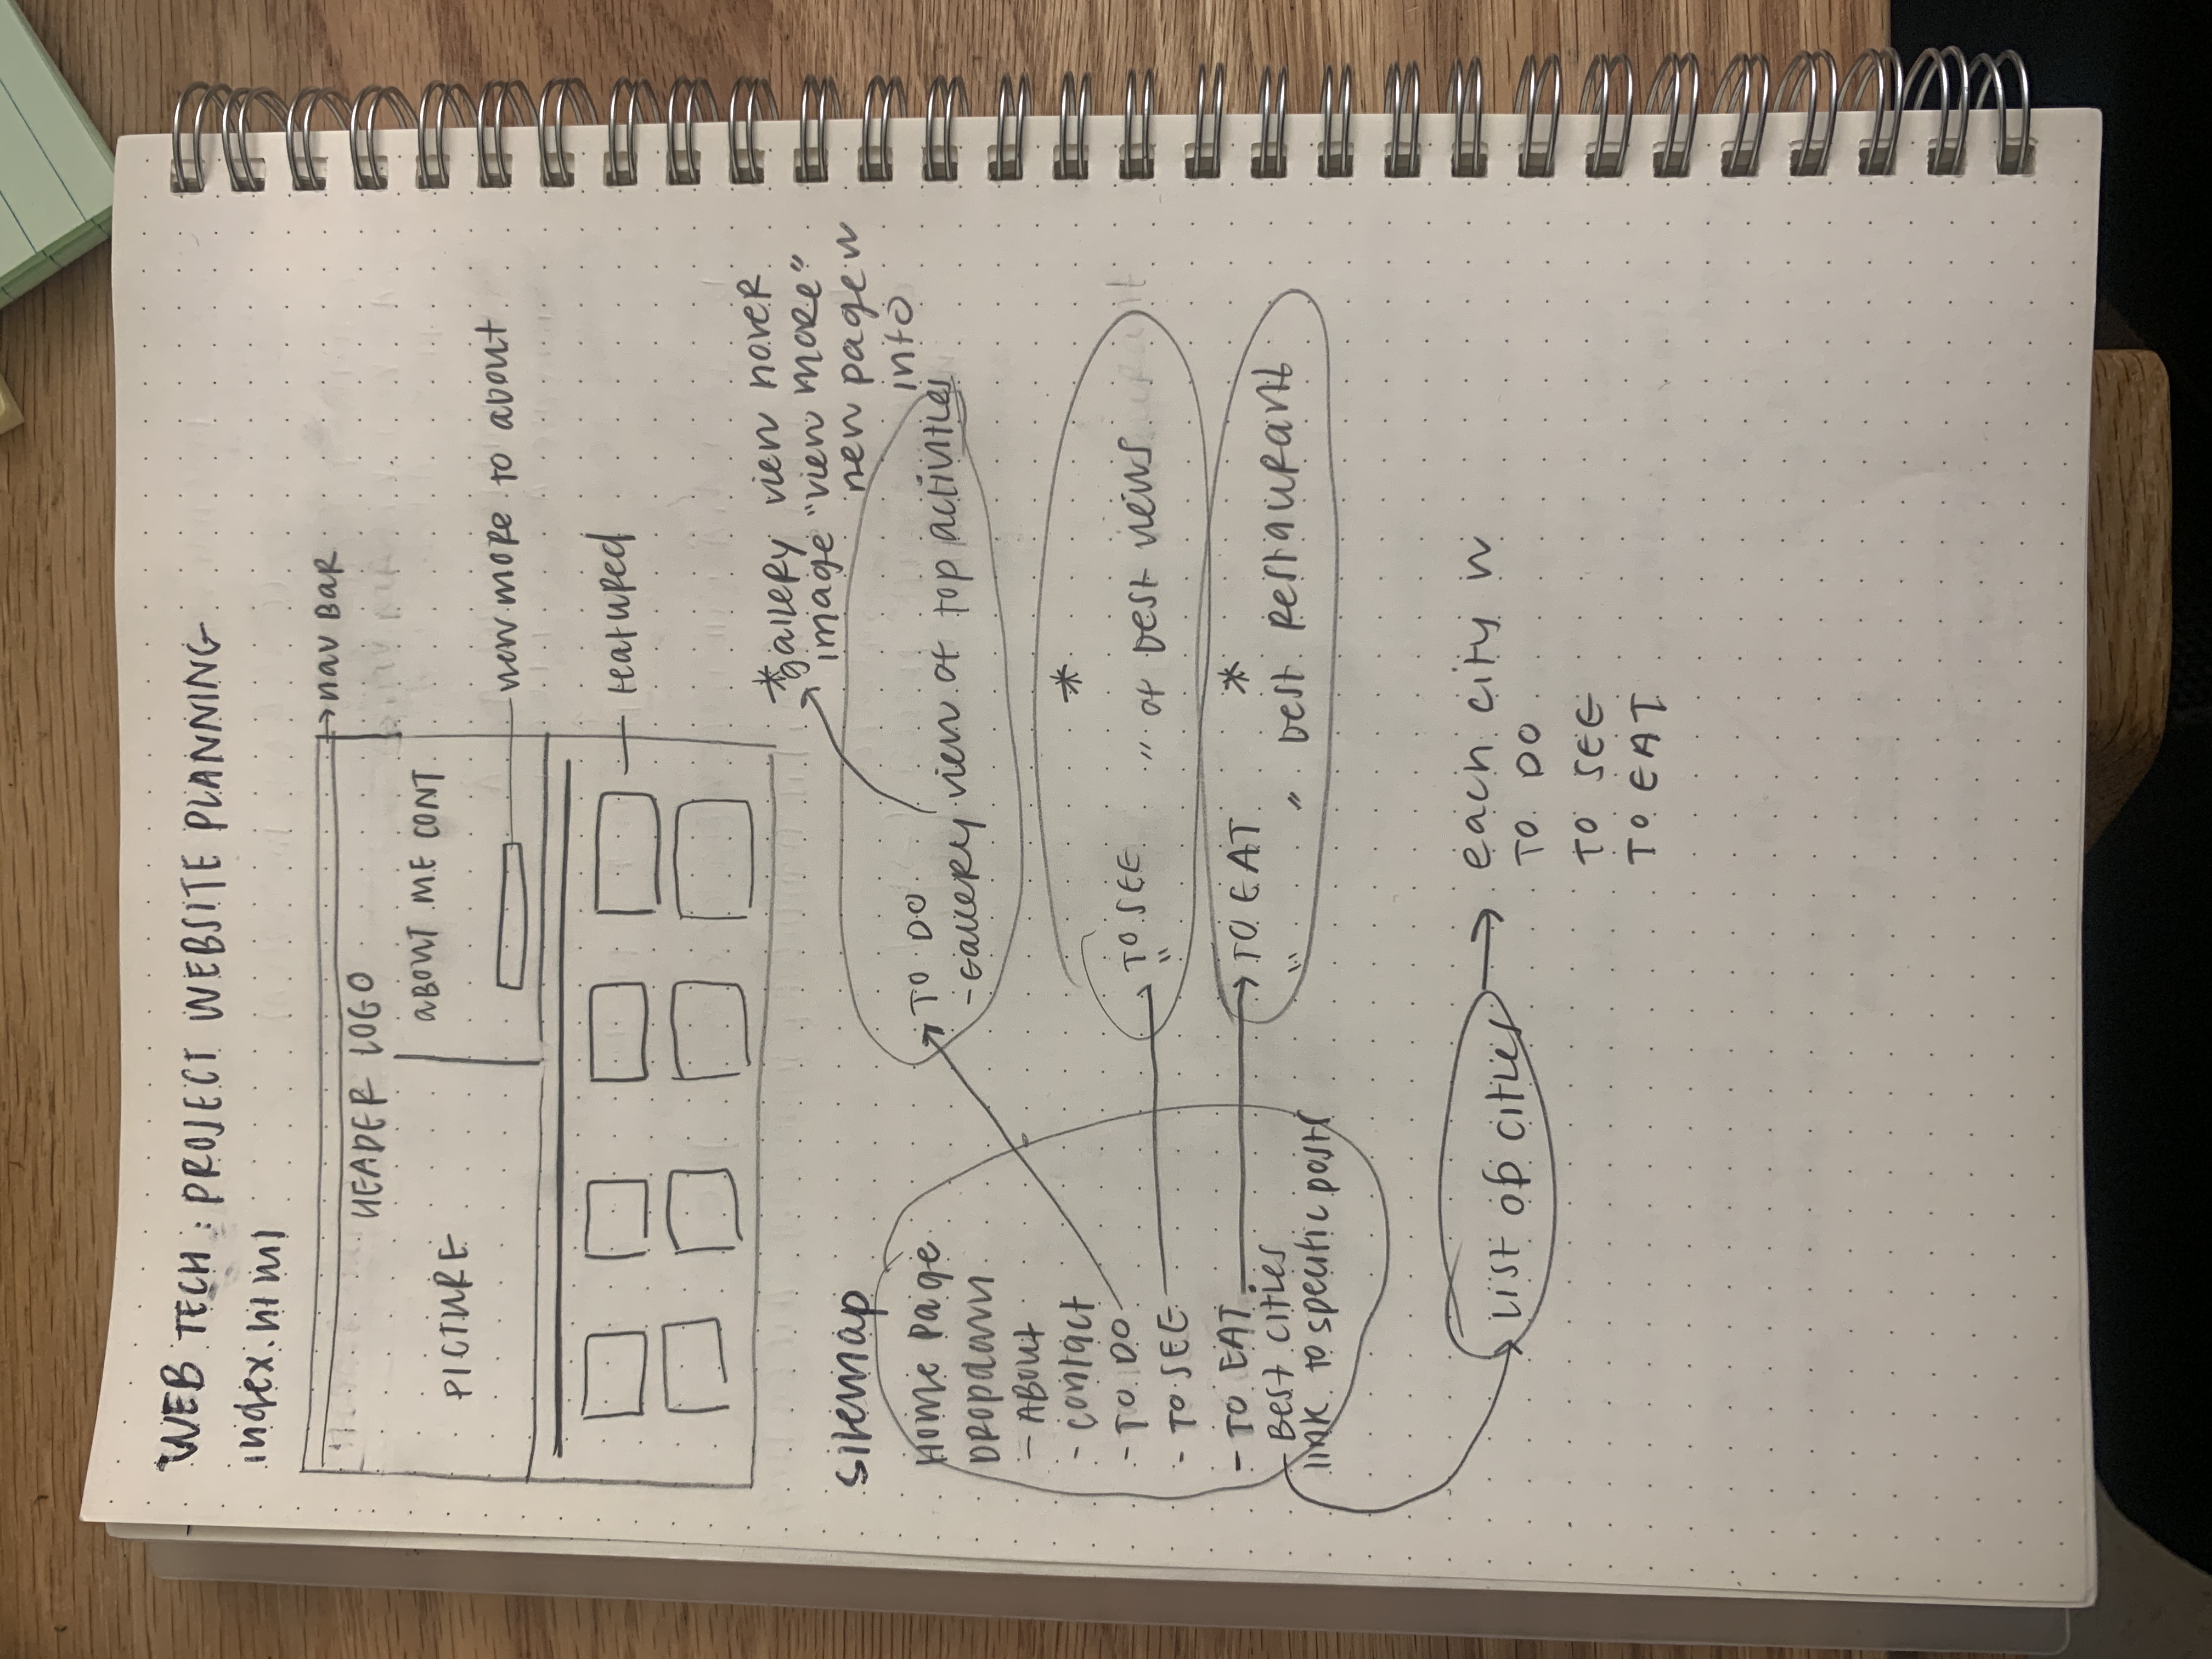 WEB TECH: PROJECT WEBSITE PLANNING
index.html
→ nav BAR
HEADER LOGO
PICTURE
ABOUT ME CONT.
view more to about
featured
*gallery view hover
image "view more"
new page w
info
sitemap
Home Page
Dropdown
- About
- contact
- TO DO
- TO SEE
- TO EAT
- Best cities
link to specific posts
TO DO
- Gallery view of top activities
*
TO SEE
" " of best views
*
TO EAT
" " best restaurant
List of cities
each city w
TO DO
TO SEE
TO EAT